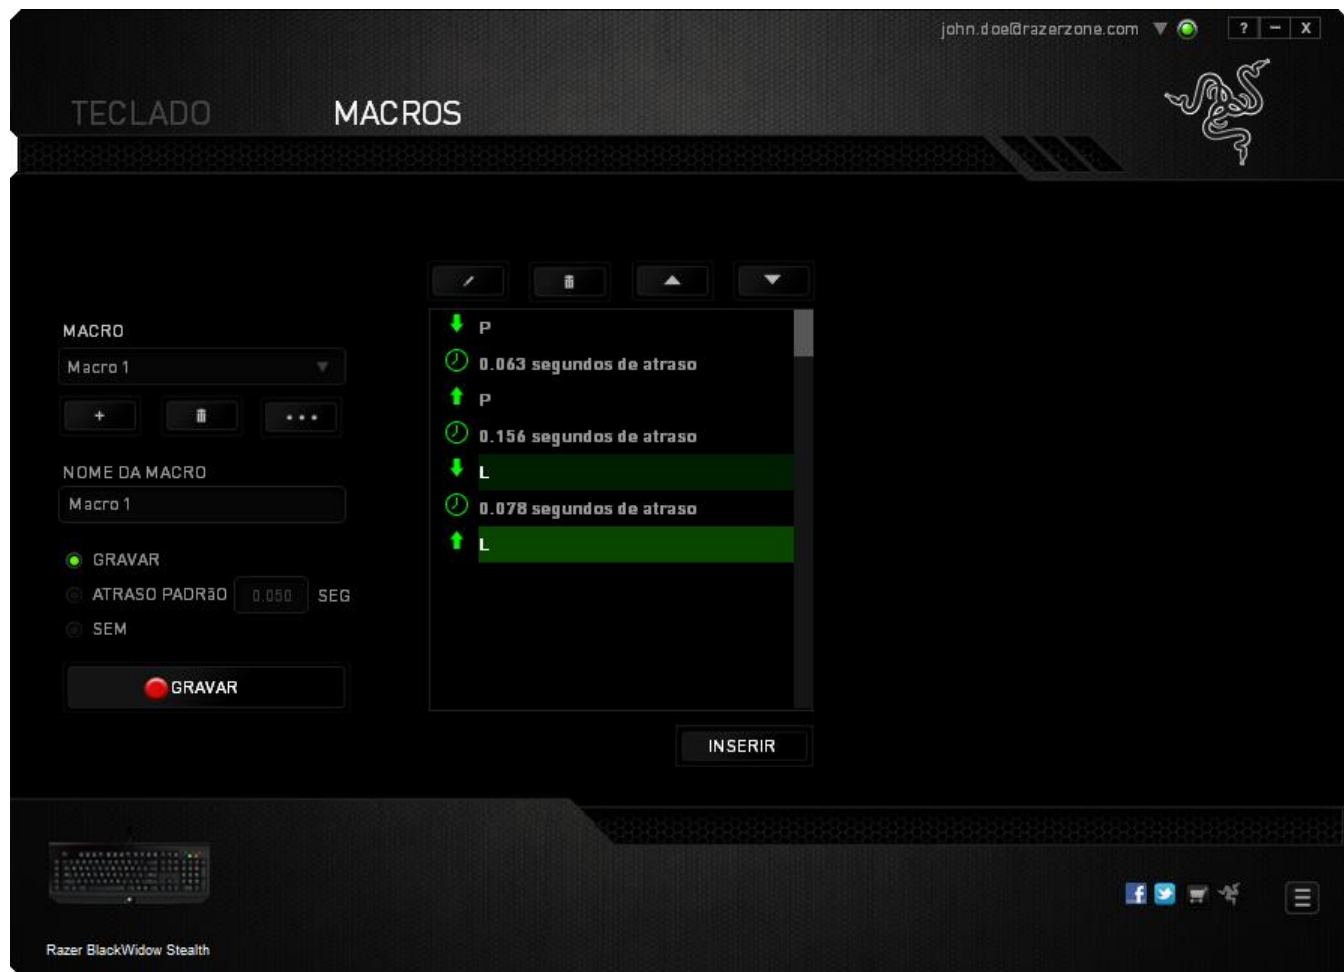 john.doe@razerzone.com
? – X
TECLADO MACROS
MACRO
Macro 1
+
NOME DA MACRO
Macro 1
GRAVAR
ATRASO PADRãO 0.050 SEG
SEM
GRAVAR
P
0.063 segundos de atraso
P
0.156 segundos de atraso
L
0.078 segundos de atraso
L
INSERIR
Razer BlackWidow Stealth